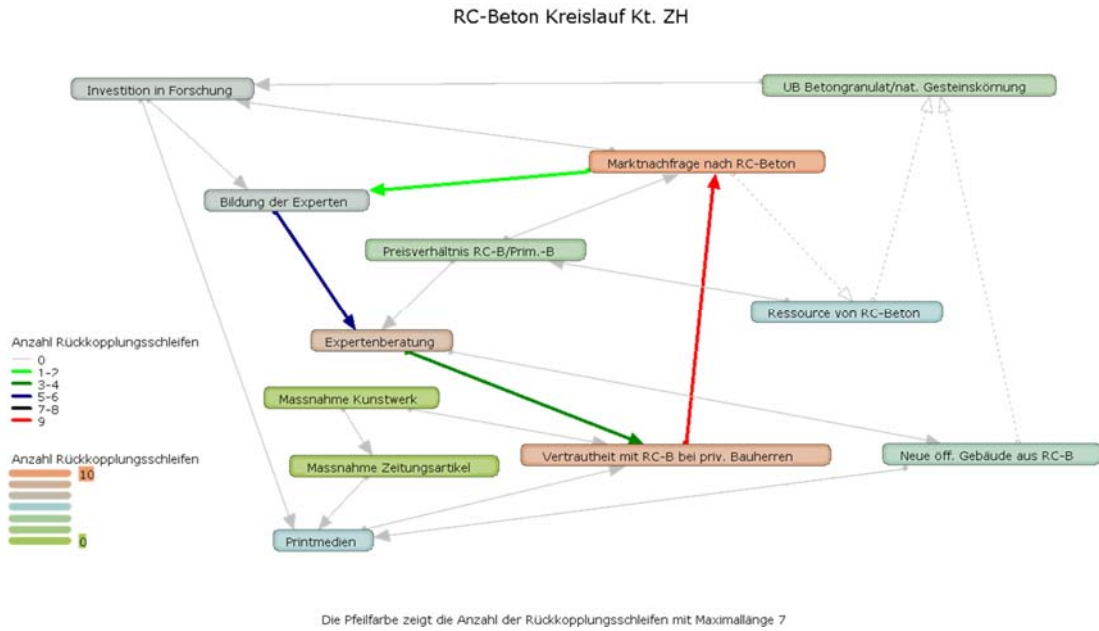 RC-Beton Kreislauf Kt. ZH
Investition in Forschung
UB Betongranulat/nat. Gesteinskörnung
Marktnachfrage nach RC-Beton
Bildung der Experten
Preisverhältnis RC-B/Prim.-B
Ressource von RC-Beton
Expertenberatung
Anzahl Rückkopplungsschleifen
0
1-2
3-4
5-6
7-8
9
Massnahme Kunstwerk
Vertrautheit mit RC-B bei priv. Bauherren
Neue öff. Gebäude aus RC-B
Massnahme Zeitungsartikel
Anzahl Rückkopplungsschleifen
10
0
Printmedien
Die Pfeilfarbe zeigt die Anzahl der Rückkopplungsschleifen mit Maximallänge 7